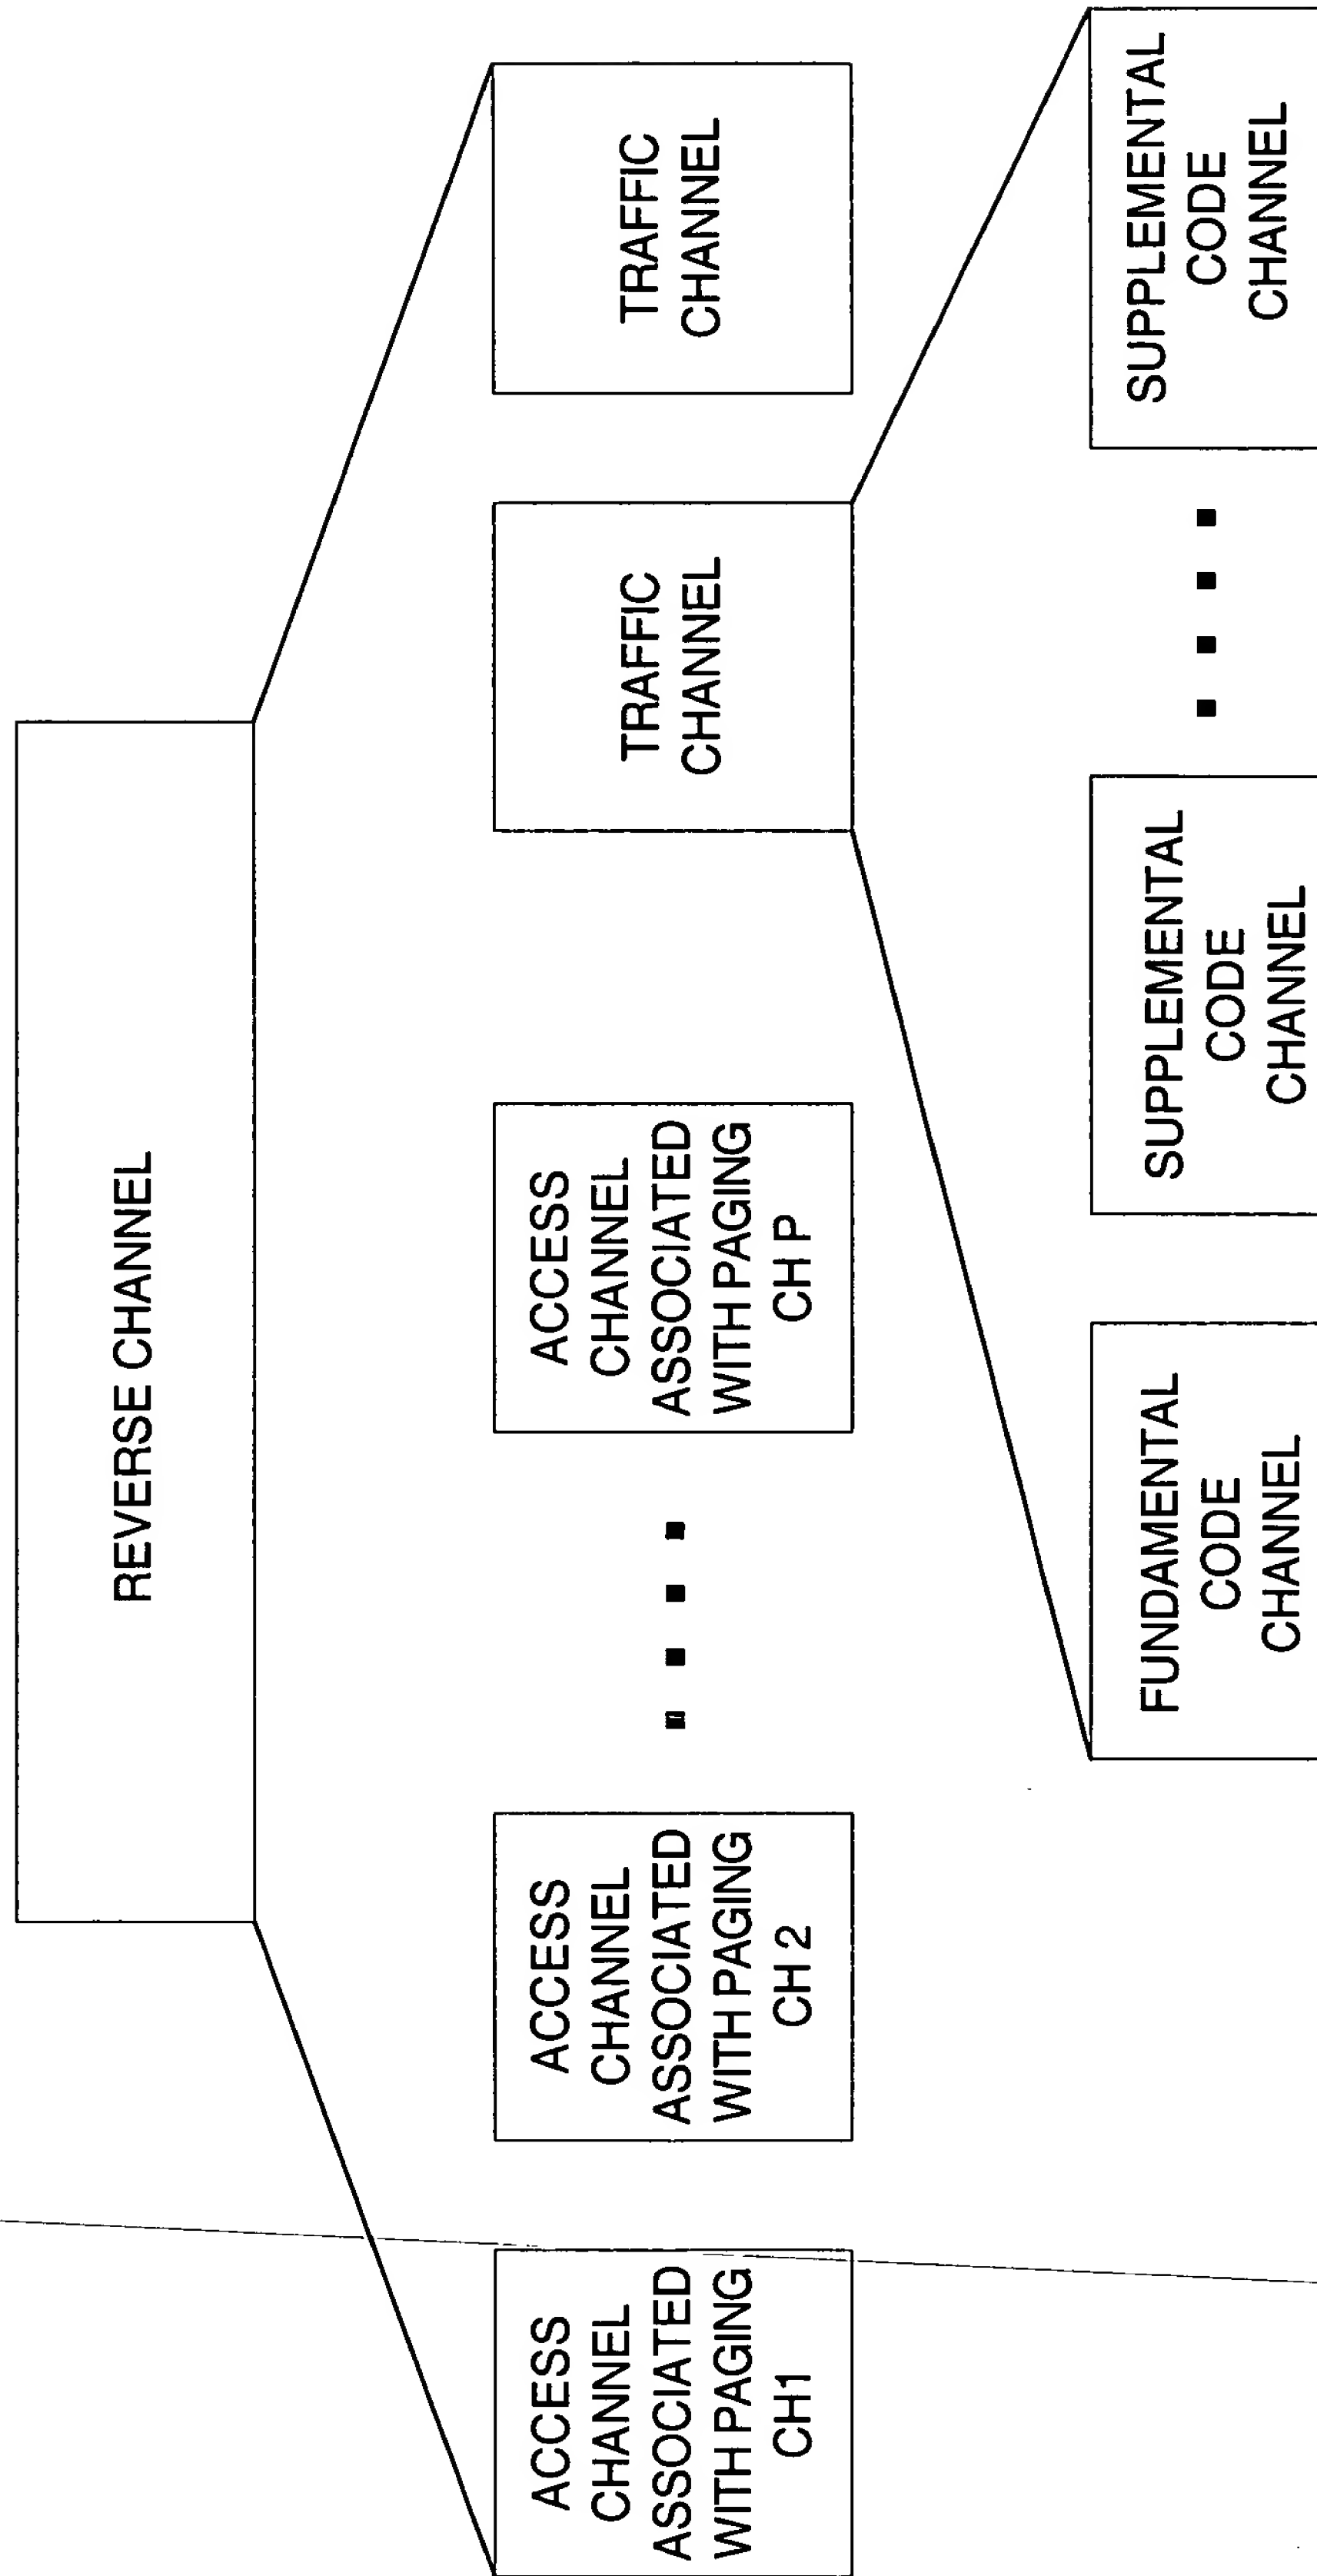 REVERSE CHANNEL
ACCESS
CHANNEL
ASSOCIATED
WITH PAGING
CH1
ACCESS
CHANNEL
ASSOCIATED
WITH PAGING
CH 2
ACCESS
CHANNEL
ASSOCIATED
WITH PAGING
CH P
TRAFFIC
CHANNEL
TRAFFIC
CHANNEL
FUNDAMENTAL
CODE
CHANNEL
SUPPLEMENTAL
CODE
CHANNEL
SUPPLEMENTAL
CODE
CHANNEL